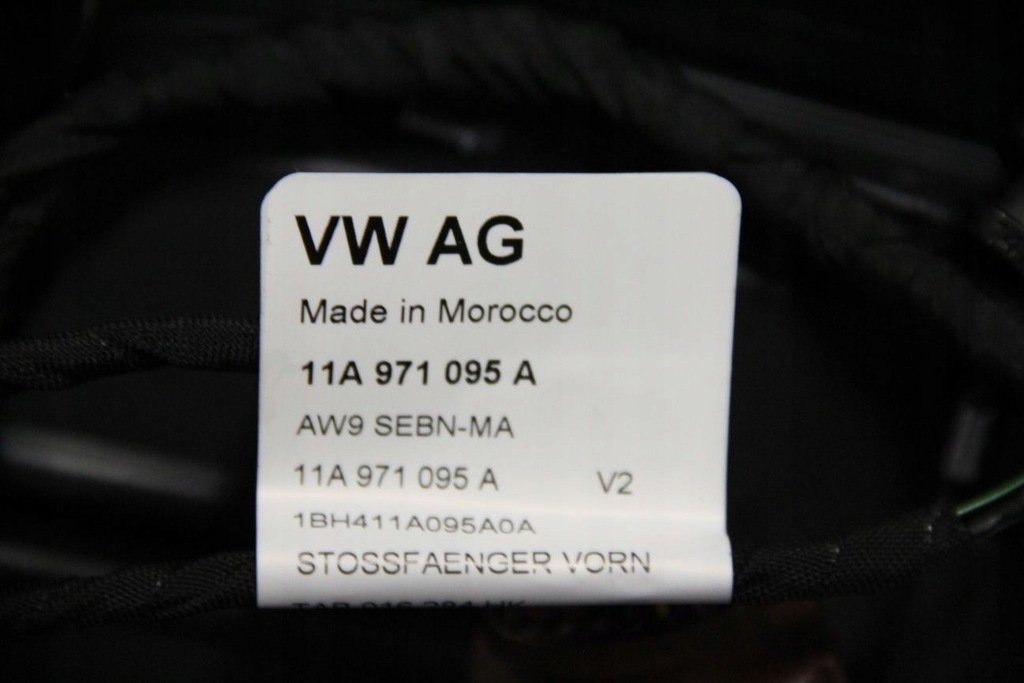 VW AG
Made in Morocco
11A 971 095 A
AW9 SEBN-MA
11A 971 095 A V2
1BH411A095A0A
STOSSFAENGER VORN